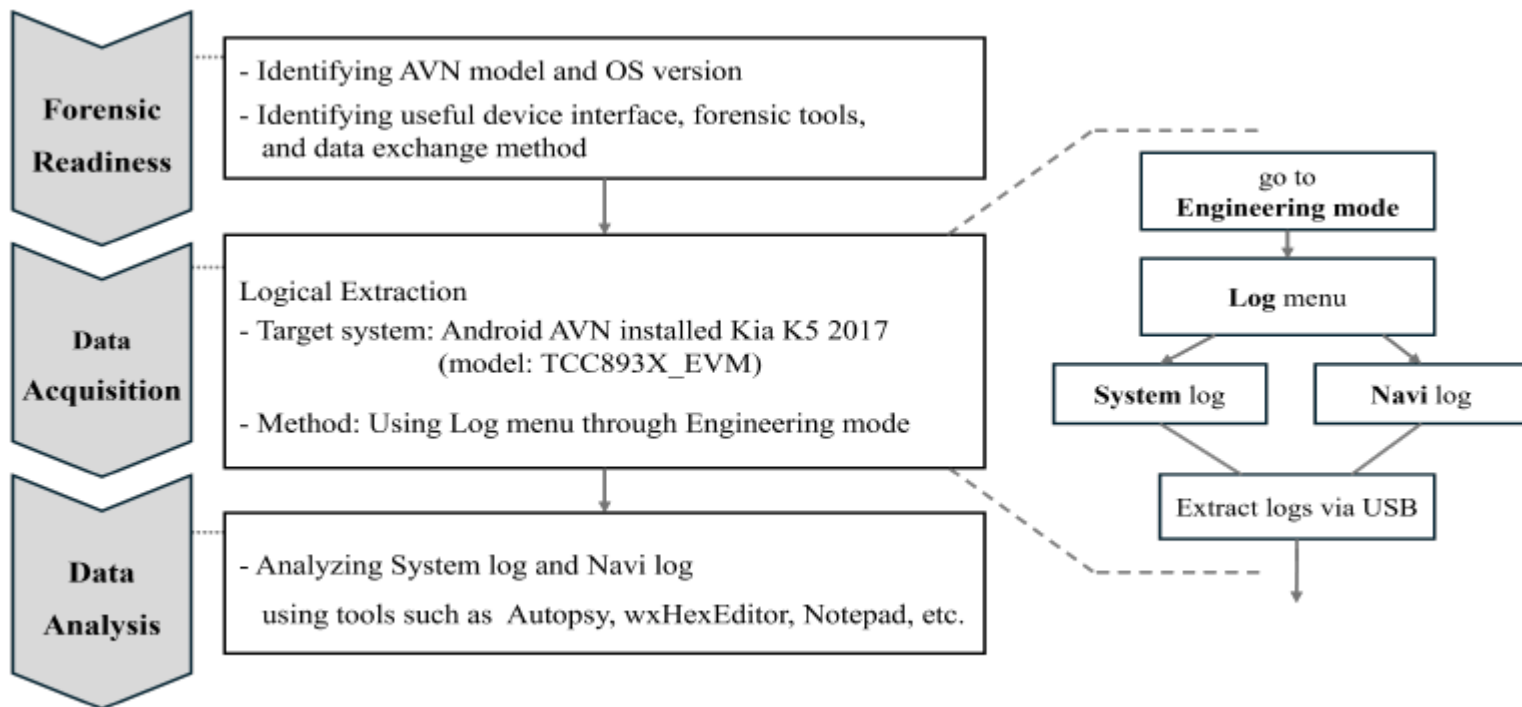 Forensic
Readiness
- Identifying AVN model and OS version
- Identifying useful device interface, forensic tools,
and data exchange method
Data
Acquisition
Logical Extraction
- Target system: Android AVN installed Kia K5 2017
(model: TCC893X_EVM)
- Method: Using Log menu through Engineering mode
Data
Analysis
- Analyzing System log and Navi log
using tools such as Autopsy, wxHexEditor, Notepad, etc.
go to
Engineering mode
Log menu
System log
Navi log
Extract logs via USB